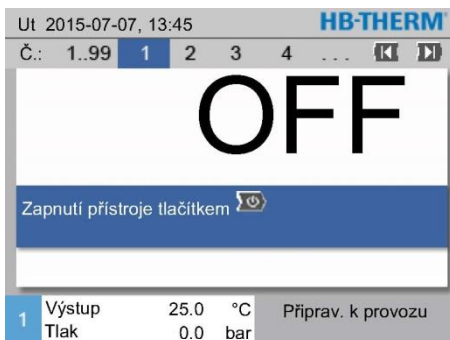 Ut 2015-07-07, 13:45 HB-THERM
Č.: 1..99 1 2 3 4 ...
OFF
Zapnutí přístroje tlačítkem
1 Výstup 25.0 °C Připrav. k provozu
Tlak 0.0 bar